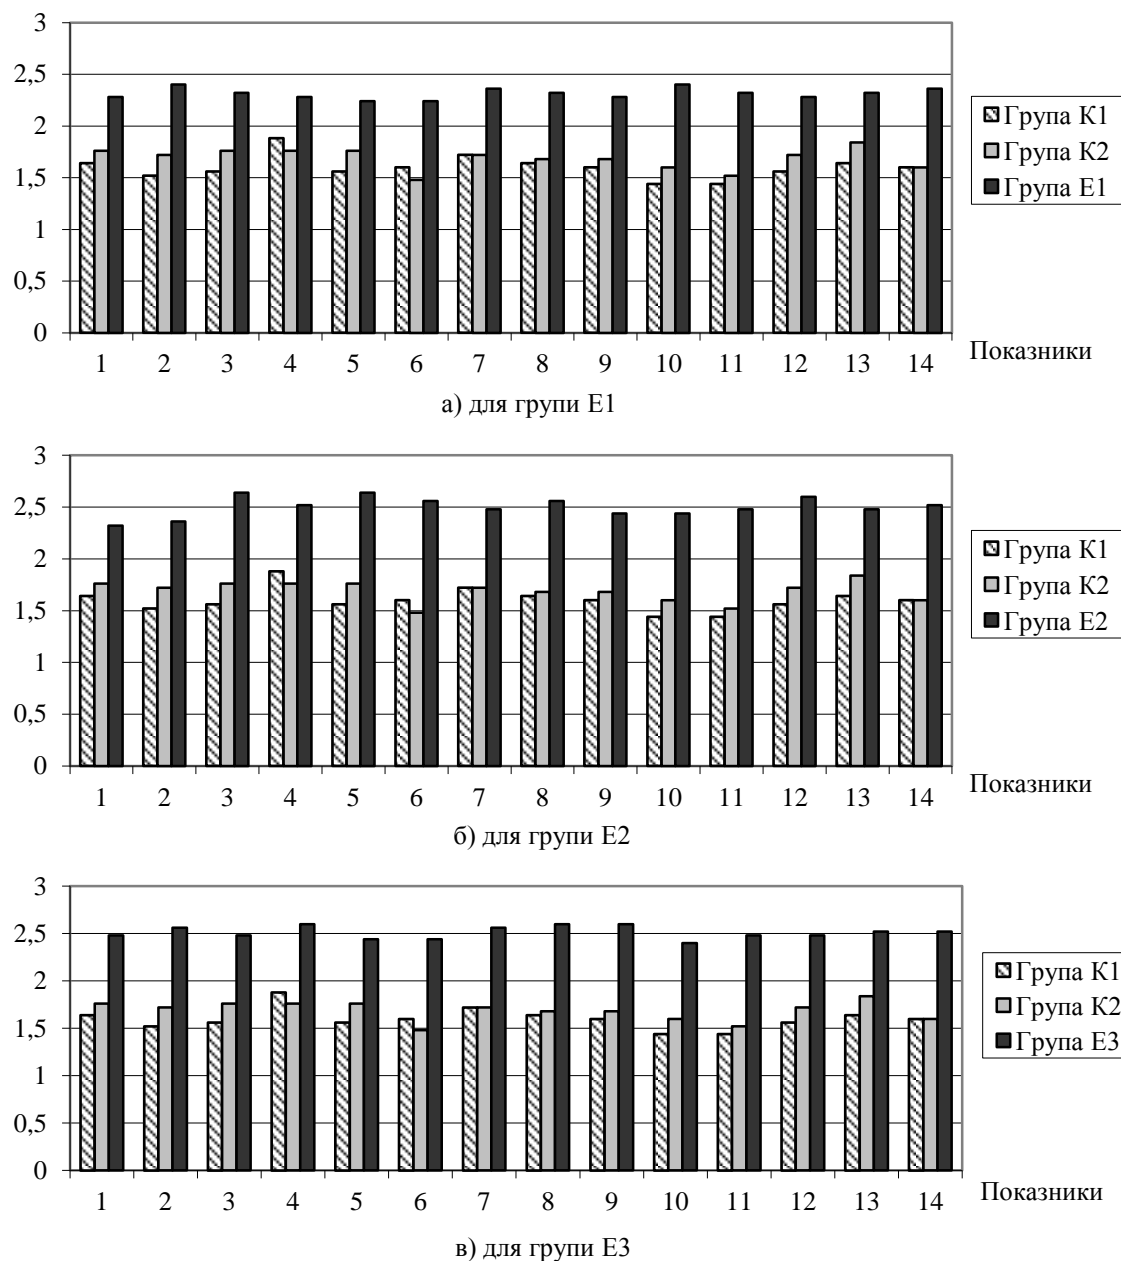 3
2,5
2
1,5
1
0,5
0
1 2 3 4 5 6 7 8 9 10 11 12 13 14
Показники
Група К1
Група К2
Група Е1
а) для групи Е1
3
2,5
2
1,5
1
0,5
0
1 2 3 4 5 6 7 8 9 10 11 12 13 14
Показники
Група К1
Група К2
Група Е2
б) для групи Е2
3
2,5
2
1,5
1
0,5
0
1 2 3 4 5 6 7 8 9 10 11 12 13 14
Показники
Група К1
Група К2
Група Е3
в) для групи Е3